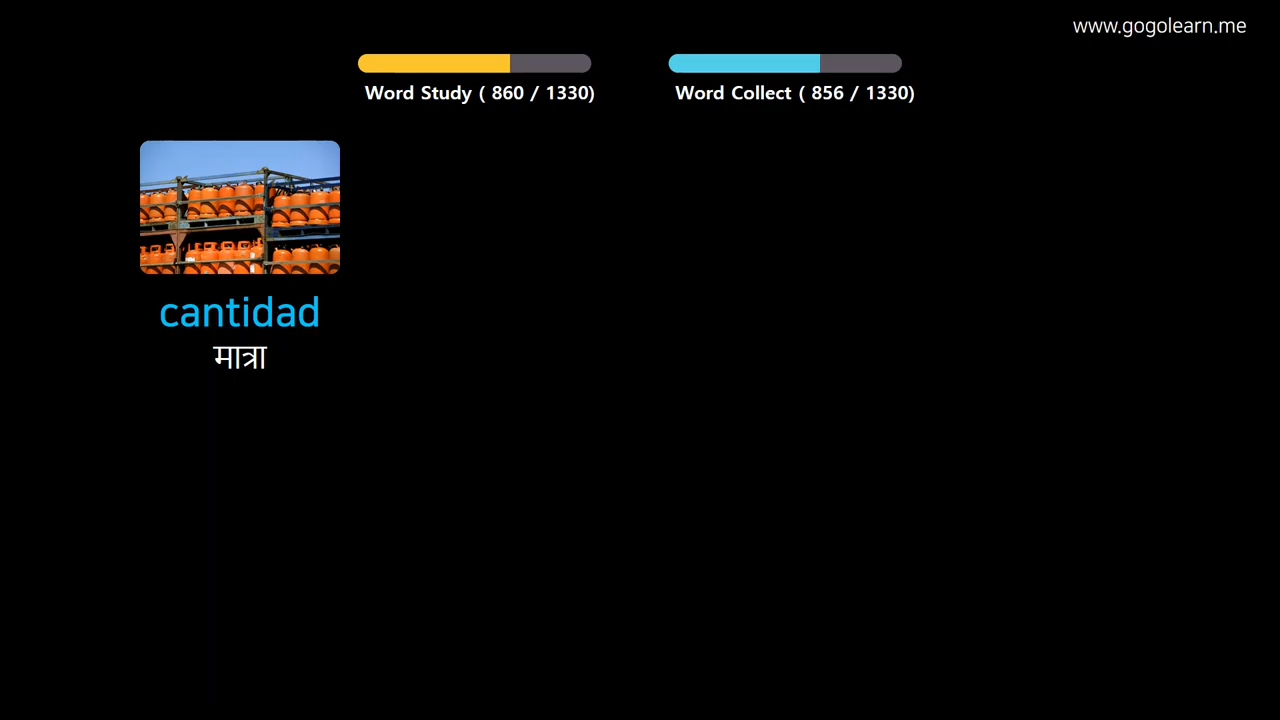 www.gogolearn.me
Word Study ( 860 / 1330)
Word Collect ( 856 / 1330)
cantidad
मात्रा